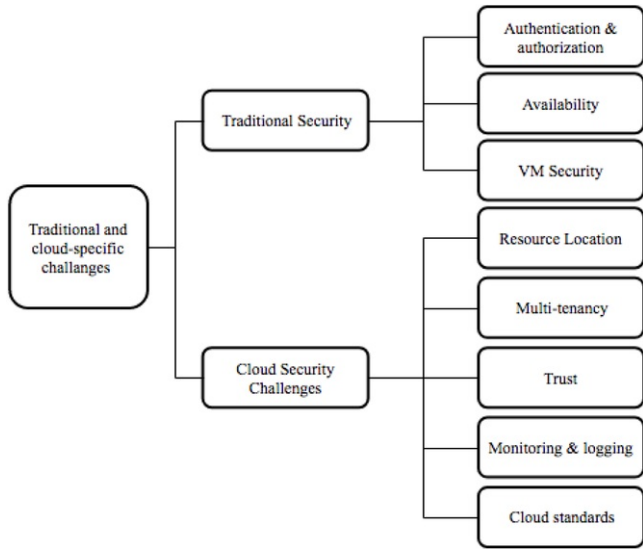 Authentication &
authorization
Traditional Security
Availability
VM Security
Traditional and
cloud-specific
challanges
Resource Location
Multi-tenancy
Cloud Security
Challenges
Trust
Monitoring & logging
Cloud standards